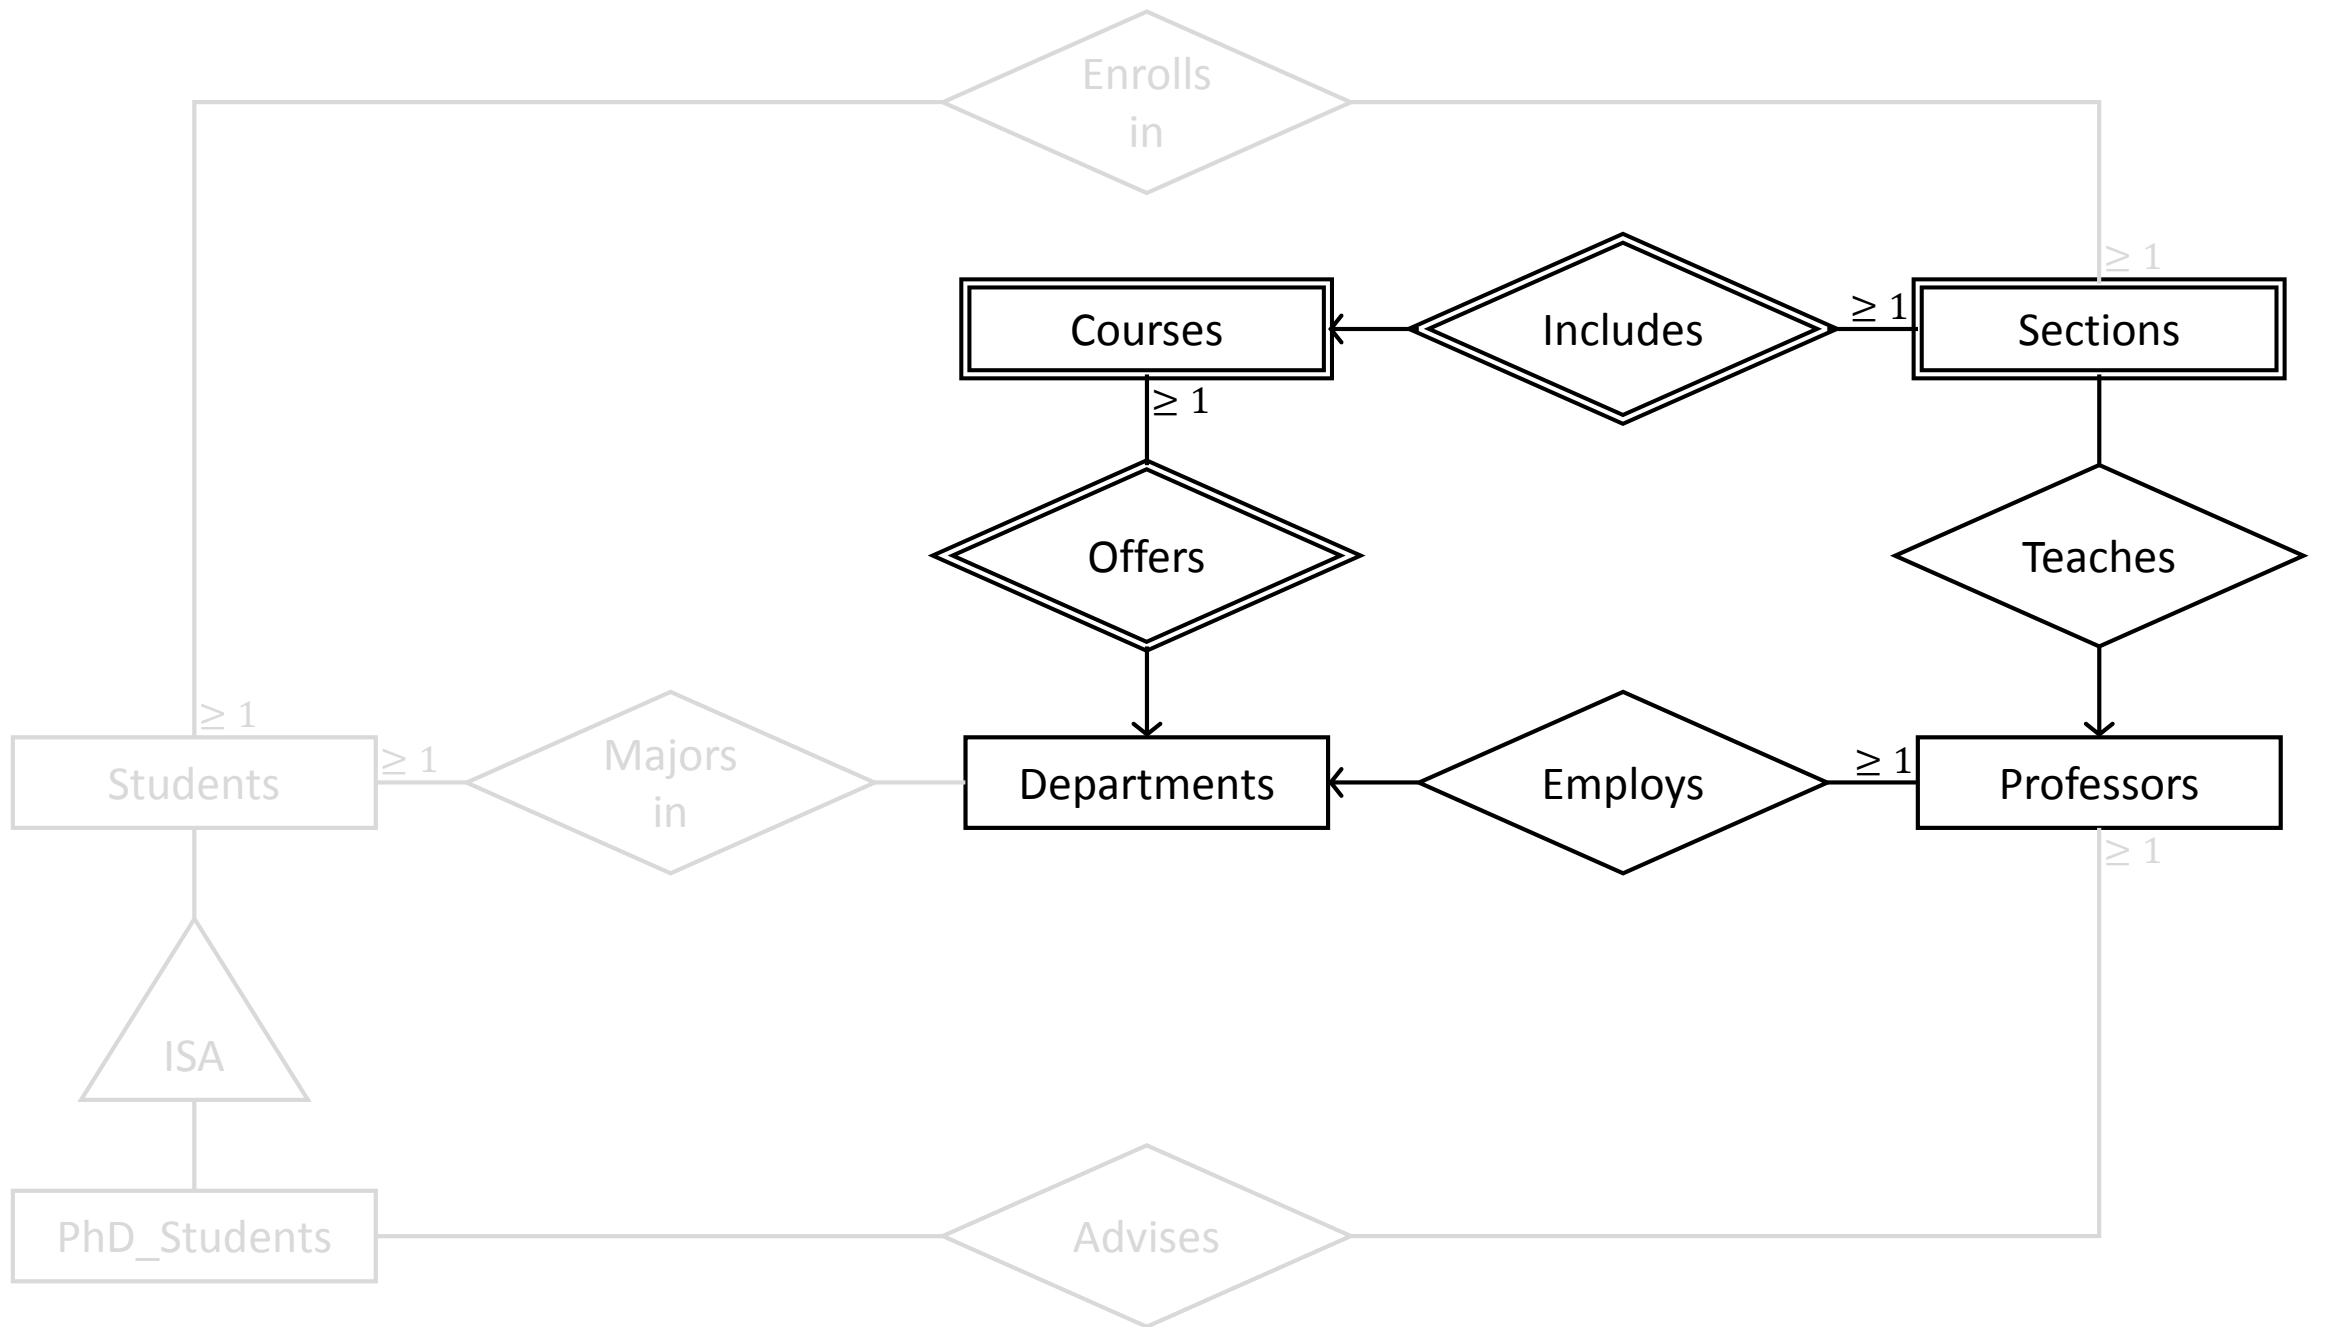 Enrolls
in
≥ 1
Courses
Includes
≥ 1
Sections
≥ 1
Offers
Teaches
≥ 1
Students
≥ 1
Majors
in
Departments
Employs
≥ 1
Professors
≥ 1
ISA
PhD_Students
Advises